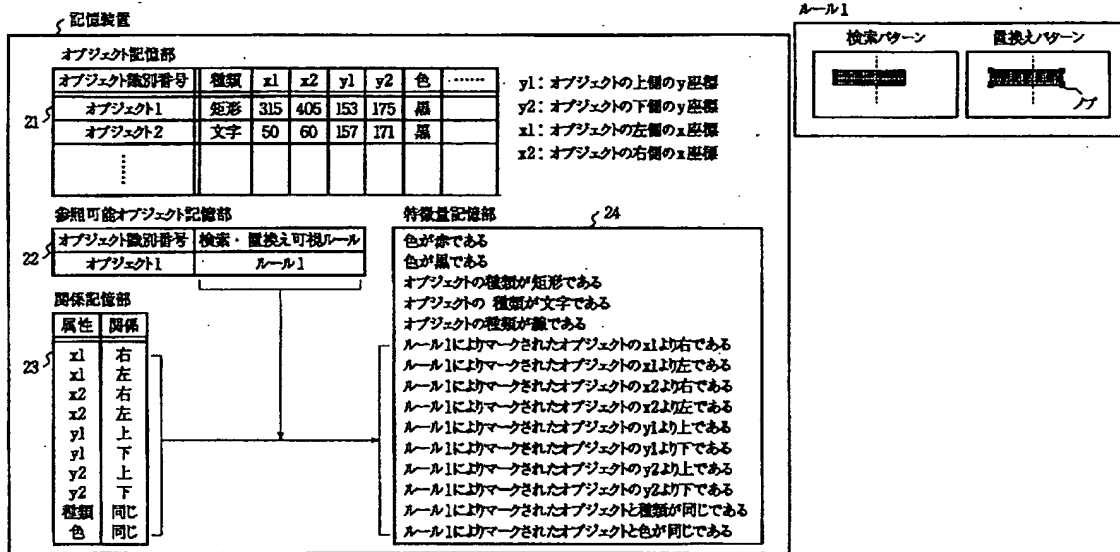 記憶装置
オブジェクト記憶部
オブジェクト識別番号 種類 x1 x2 y1 y2 色 ……
オブジェクト1 矩形 315 405 153 175 黒
オブジェクト2 文字 50 60 157 171 黒
⋮
21
y1：オブジェクトの上側のy座標
y2：オブジェクトの下側のy座標
x1：オブジェクトの左側のx座標
x2：オブジェクトの右側のx座標
参照可能オブジェクト記憶部
オブジェクト識別番号 検索・置換え可視ルール
オブジェクト1 ルール1
22
関係記憶部
属性 関係
x1 右
x1 左
x2 右
x2 左
y1 上
y1 下
y2 上
y2 下
種類 同じ
色 同じ
23
特徴量記憶部
24
色が赤である
色が黒である
オブジェクトの種類が矩形である
オブジェクトの 種類が文字である
オブジェクトの種類が線である
ルール1によりマークされたオブジェクトのx1より右である
ルール1によりマークされたオブジェクトのx1より左である
ルール1によりマークされたオブジェクトのx2より右である
ルール1によりマークされたオブジェクトのx2より左である
ルール1によりマークされたオブジェクトのy1より上である
ルール1によりマークされたオブジェクトのy1より下である
ルール1によりマークされたオブジェクトのy2より上である
ルール1によりマークされたオブジェクトのy2より下である
ルール1によりマークされたオブジェクトと種類が同じである
ルール1によりマークされたオブジェクトと色が同じである
ルール1
検索パターン 置換えパターン
ノブ